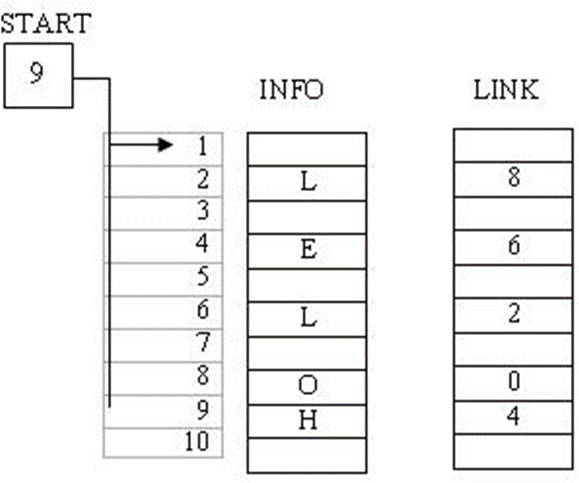 START
9
INFO LINK
1
2 L 8
3
4 E 6
5
6 L 2
7
8 O 0
9 H 4
10